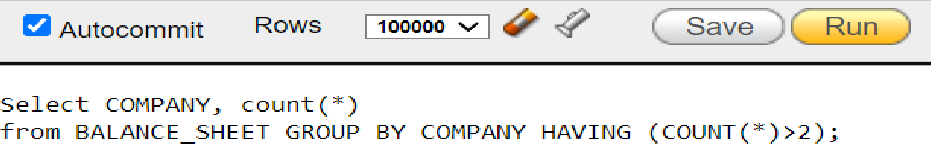 Autocommit Rows 100000 Save Run
Select COMPANY, count(*)
from BALANCE_SHEET GROUP BY COMPANY HAVING (COUNT(*)>2);